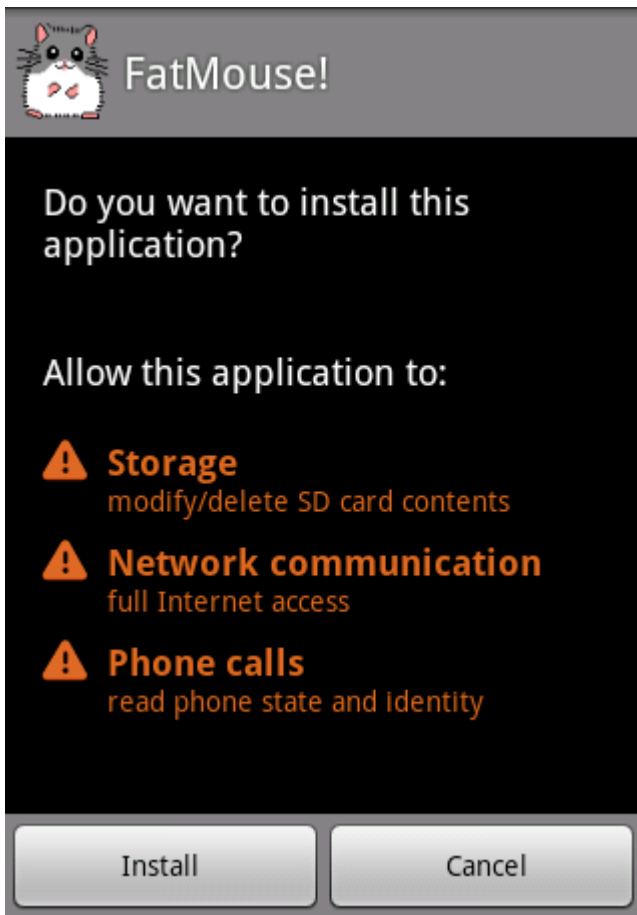 FatMouse!
Do you want to install this
application?
Allow this application to:
Storage
modify/delete SD card contents
Network communication
full Internet access
Phone calls
read phone state and identity
Install
Cancel